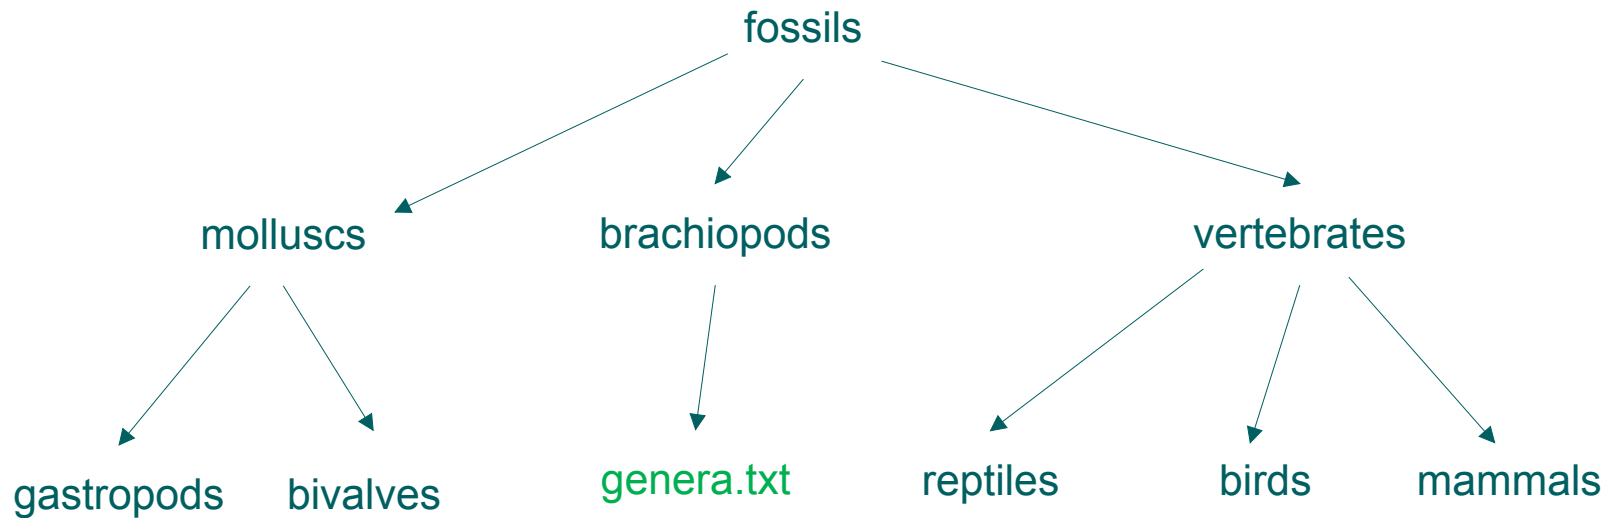 fossils
molluscs
brachiopods
vertebrates
gastropods
bivalves
genera.txt
reptiles
birds
mammals